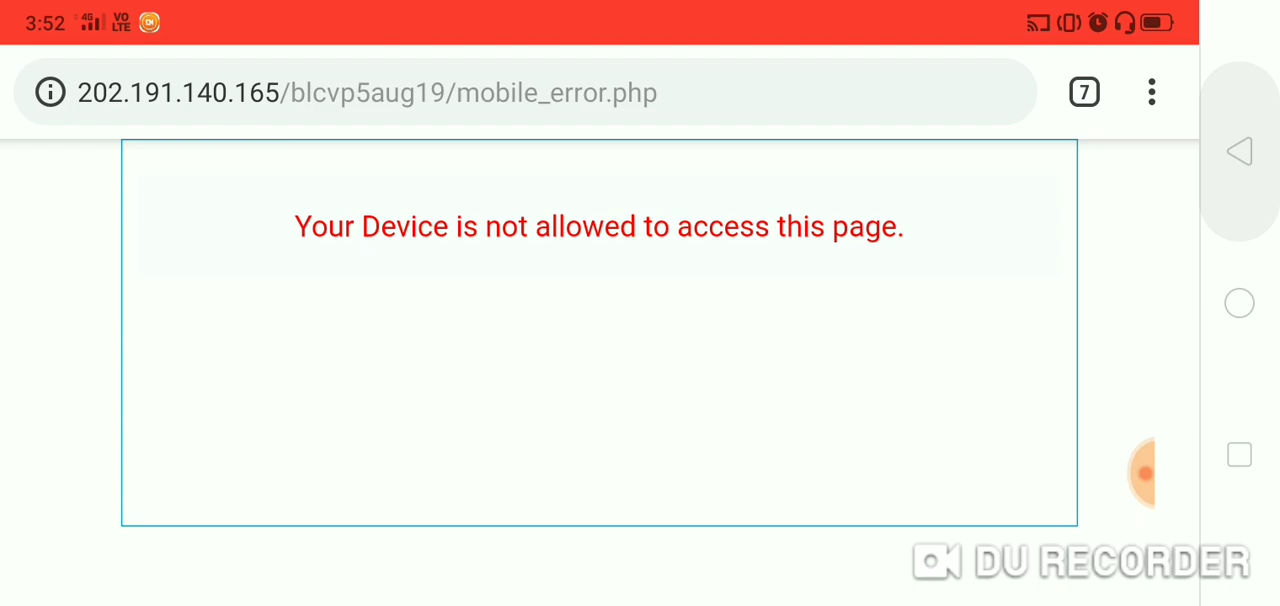 3:52 4G VO LTE
202.191.140.165/blcvp5aug19/mobile_error.php 7
Your Device is not allowed to access this page.
DU RECORDER